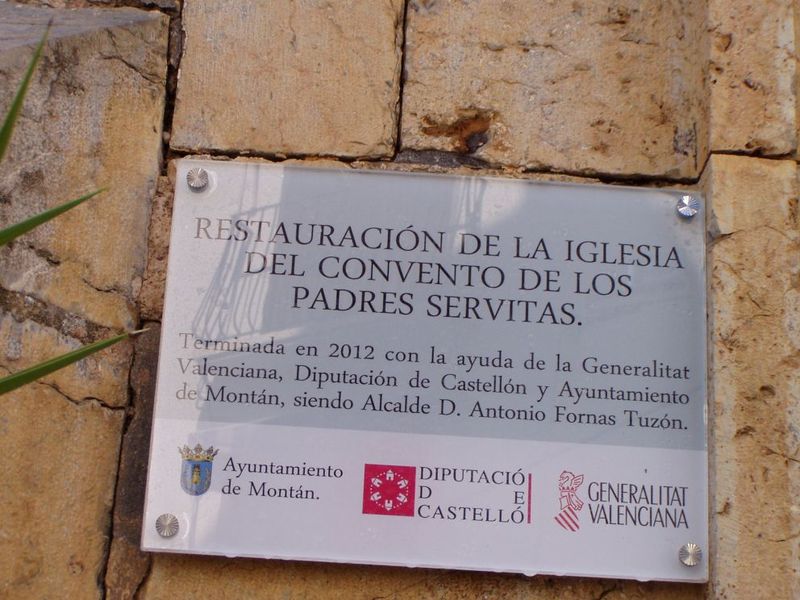 RESTAURACIÓN DE LA IGLESIA
DEL CONVENTO DE LOS
PADRES SERVITAS.
Terminada en 2012 con la ayuda de la Generalitat
Valenciana, Diputación de Castellón y Ayuntamiento
de Montán, siendo Alcalde D. Antonio Fornas Tuzón.
Ayuntamiento
de Montán.
DIPUTACIÓ
D E
CASTELLÓ
GENERALITAT
VALENCIANA